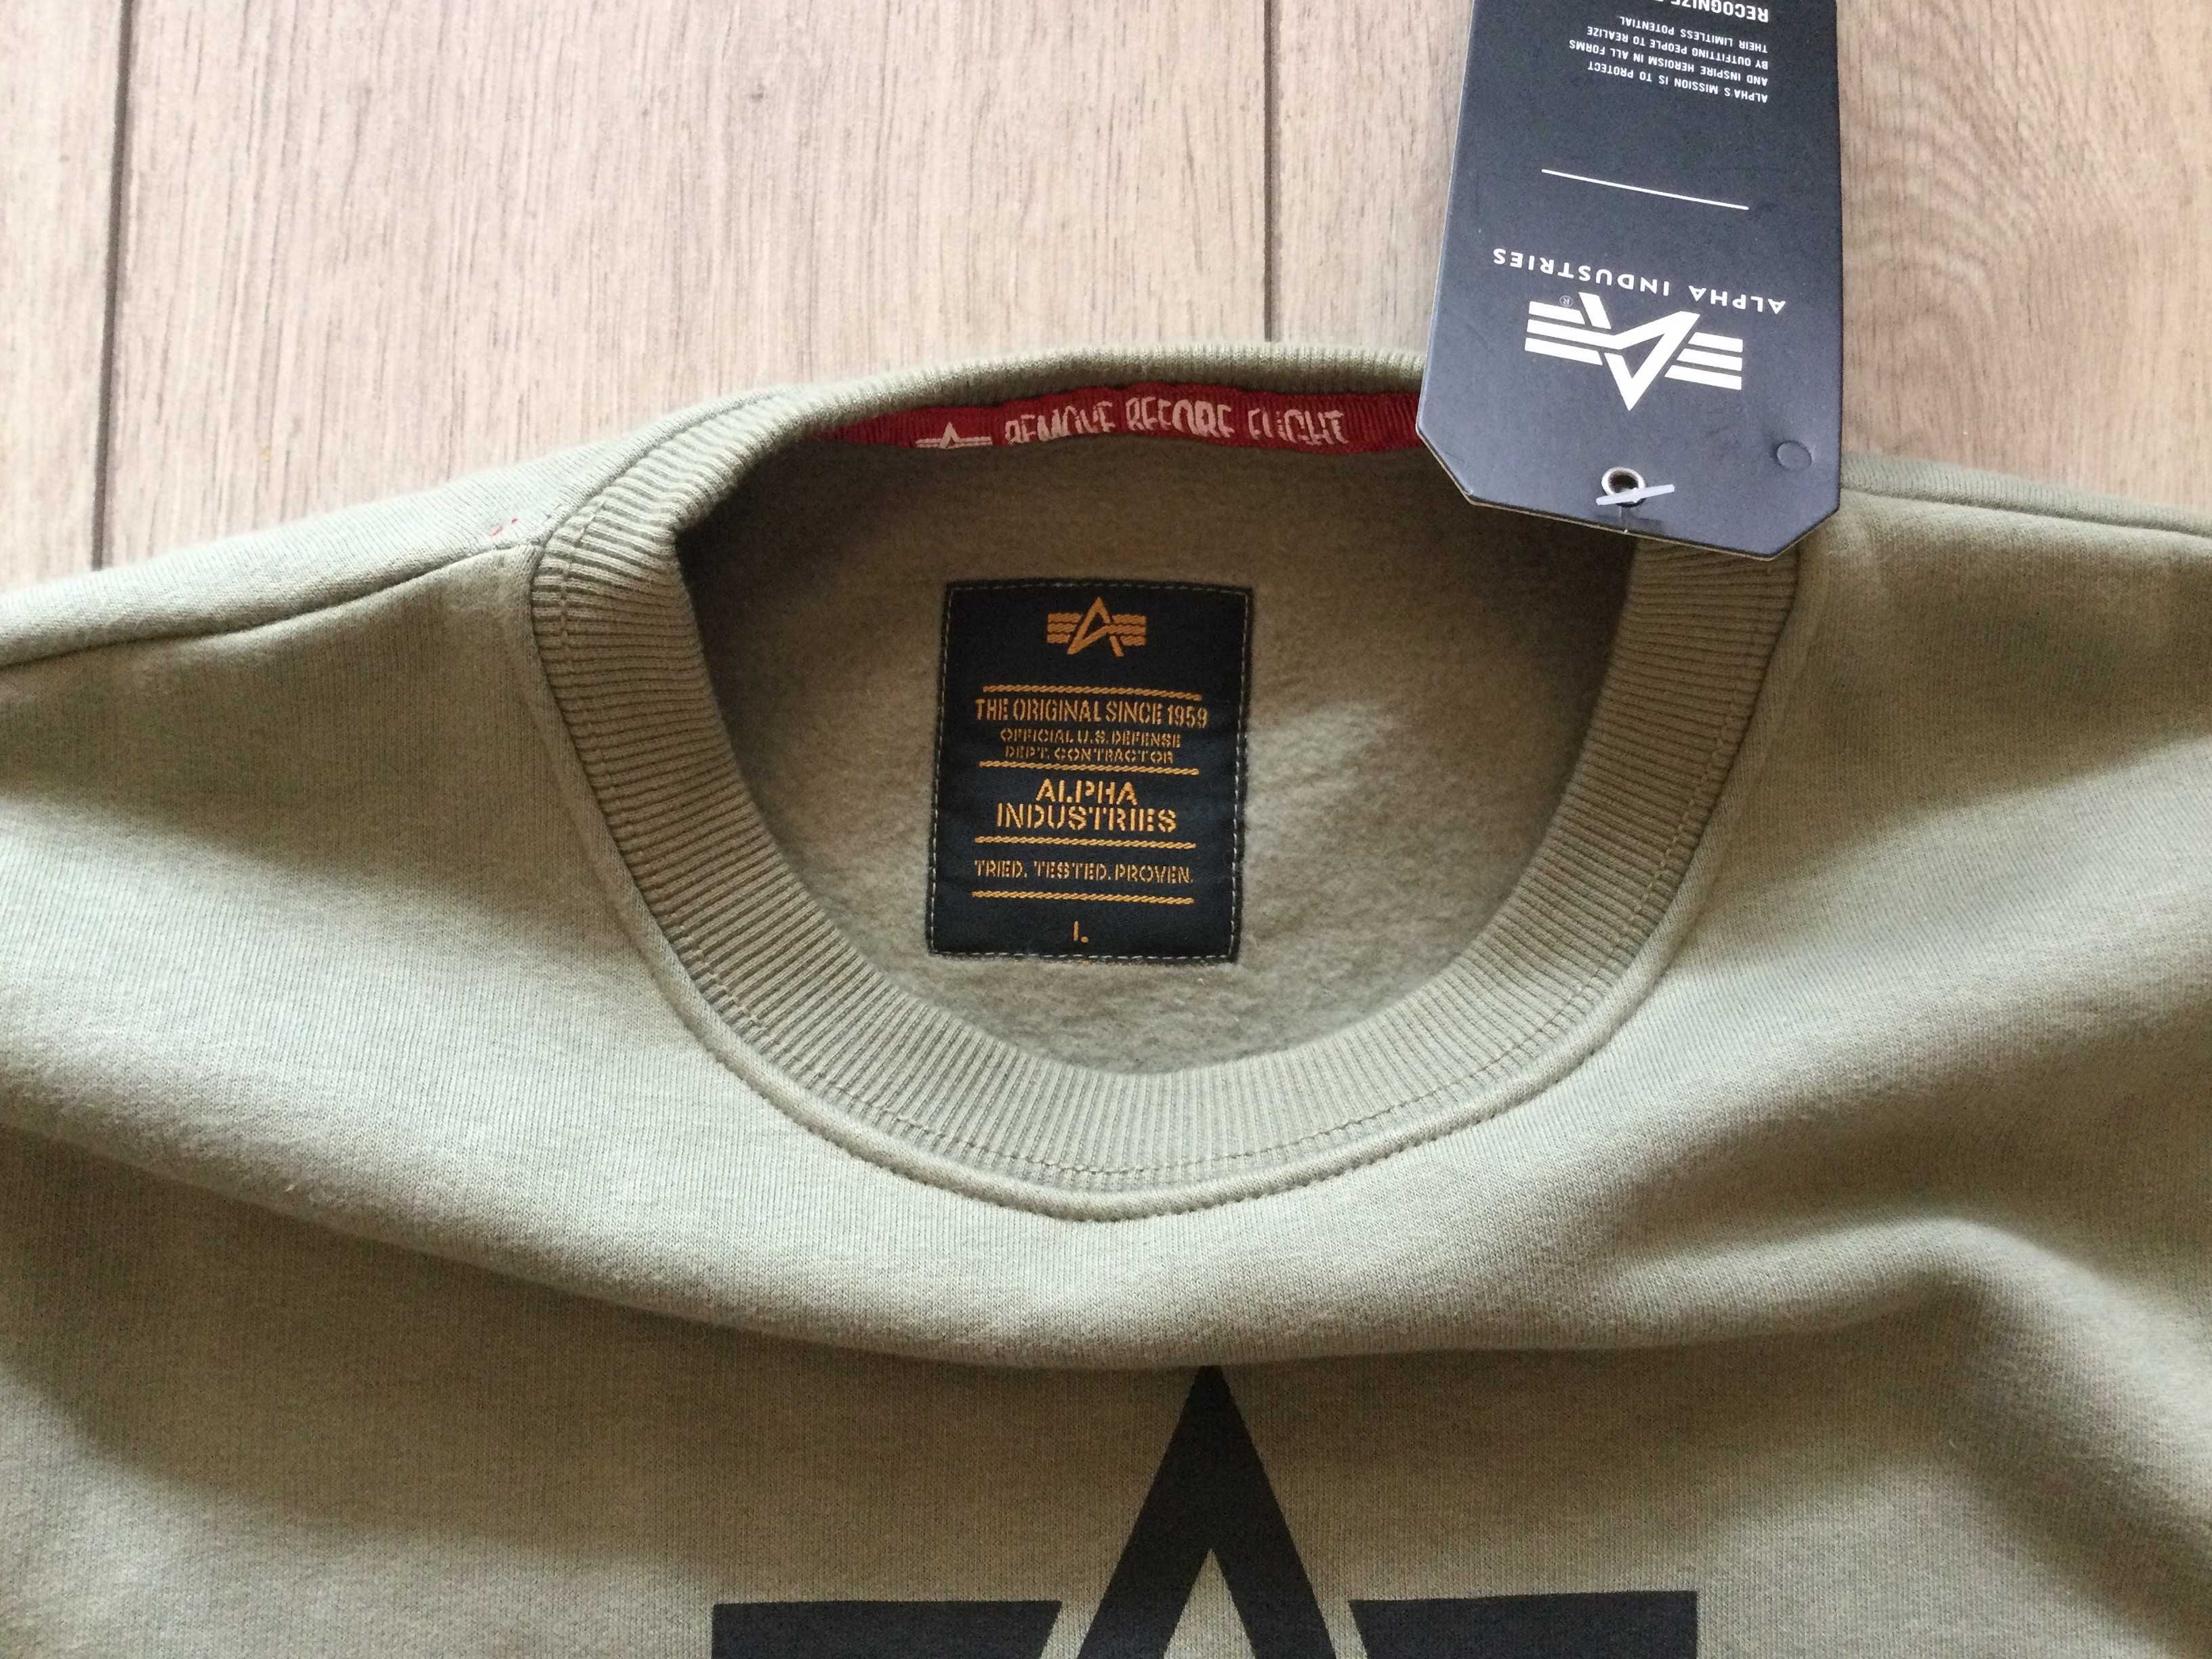 RECOGNIZE
ALPHA'S MISSION IS TO PROTECT
AND INSPIRE HEROISM IN ALL FORMS
BY OUTFITTING PEOPLE TO REALIZE
THEIR LIMITLESS POTENTIAL
ALPHA INDUSTRIES
®
REMOVE BEFORE FLIGHT
THE ORIGINAL SINCE 1959
OFFICIAL U.S. DEFENSE
DEPT. CONTRACTOR
ALPHA
INDUSTRIES
TRIED. TESTED. PROVEN.
L